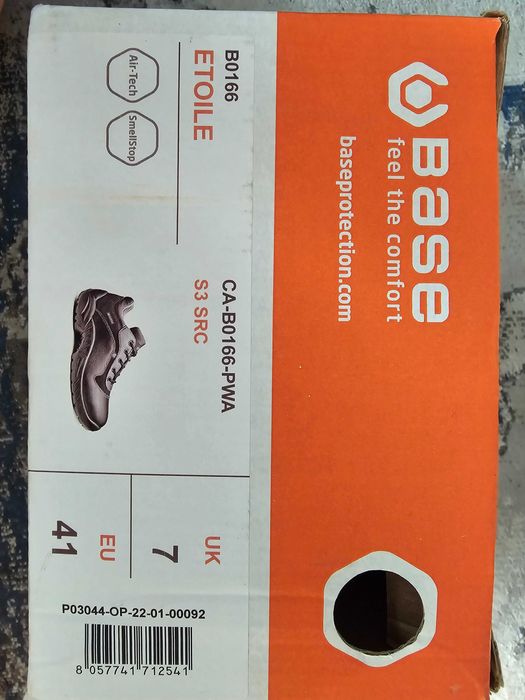 Base
feel the comfort
baseprotection.com
B0166
ETOILE
Air-Tech
SmellStop
CA-B0166-PWA
S3 SRC
UK
7
EU
41
P03044-OP-22-01-00092
8 057741 712541